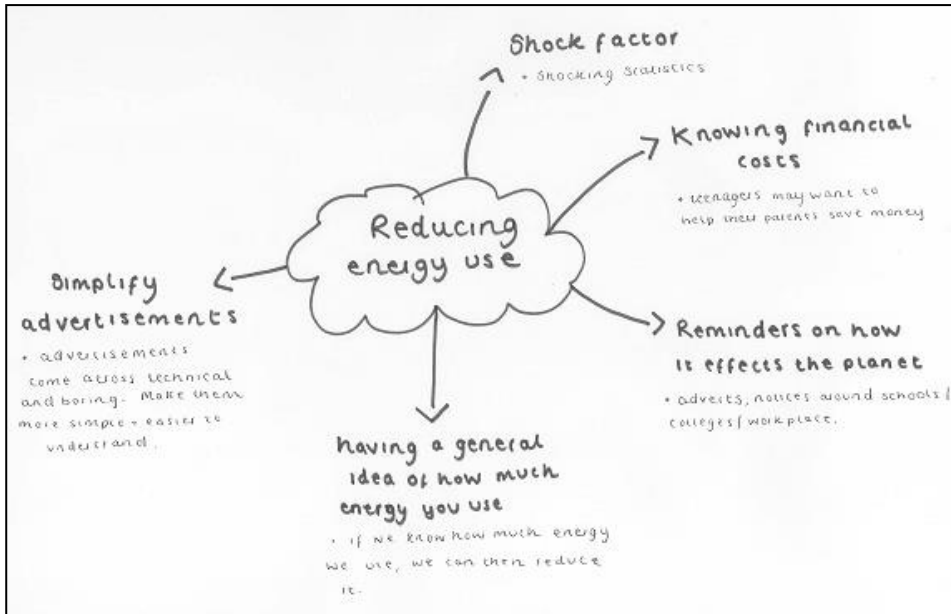 Reducing
energy use
Shock factor
• Shocking statistics
Knowing financial
costs
• teenagers may want to
help their parents save money
Reminders on how
it effects the planet
• adverts, notices around schools/
colleges/workplace.
having a general
idea of how much
energy you use
• if we know how much energy
we use, we can then reduce
it.
Simplify
advertisements
• advertisements
come across technical
and boring. Make them
more simple + easier to
understand.